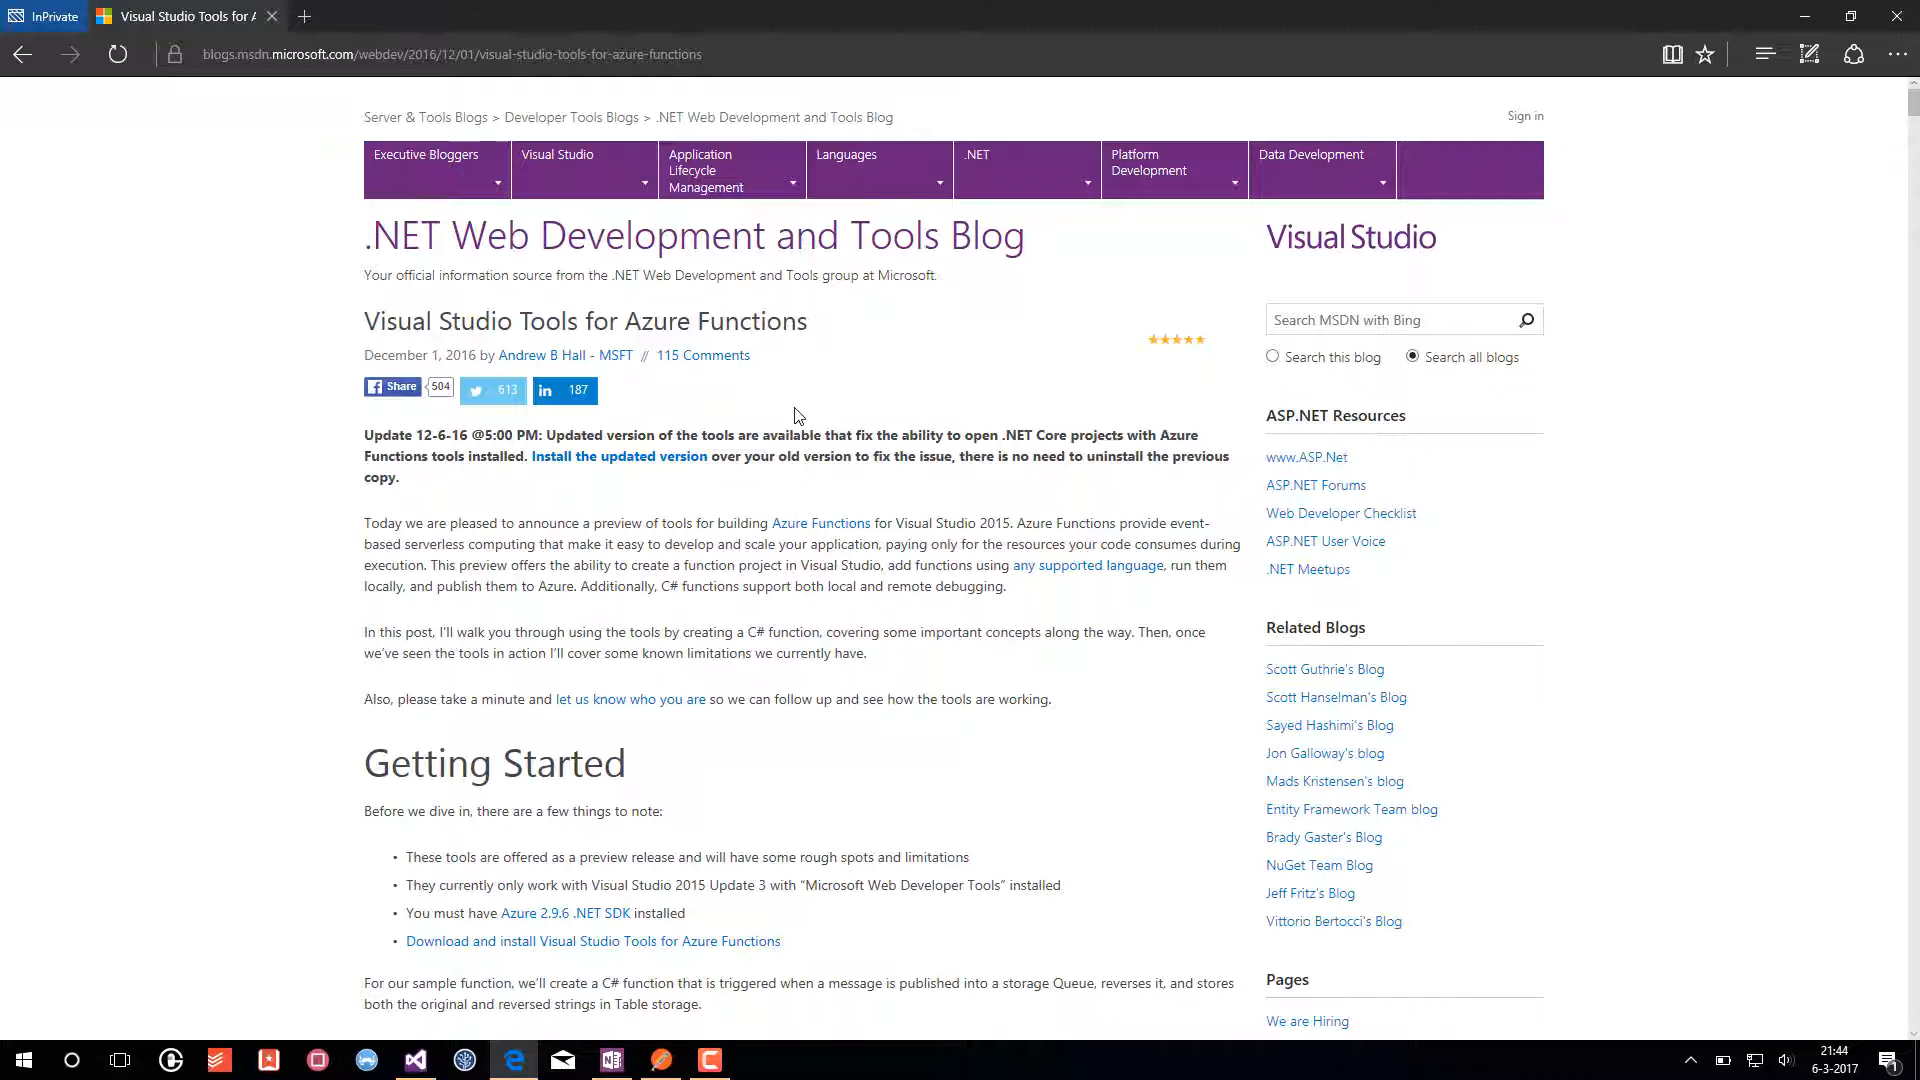 InPrivate
Visual Studio Tools for A
blogs.msdn.microsoft.com/webdev/2016/12/01/visual-studio-tools-for-azure-functions
Server & Tools Blogs > Developer Tools Blogs > .NET Web Development and Tools Blog
Sign in
Executive Bloggers
Visual Studio
Application
Lifecycle
Management
Languages
.NET
Platform
Development
Data Development
.NET Web Development and Tools Blog
Visual Studio
Your official information source from the .NET Web Development and Tools group at Microsoft.
Visual Studio Tools for Azure Functions
December 1, 2016 by Andrew B Hall - MSFT // 115 Comments
Share 504 613 in 187
Search MSDN with Bing
Search this blog Search all blogs
Update 12-6-16 @5:00 PM: Updated version of the tools are available that fix the ability to open .NET Core projects with Azure
Functions tools installed. Install the updated version over your old version to fix the issue, there is no need to uninstall the previous
copy.
Today we are pleased to announce a preview of tools for building Azure Functions for Visual Studio 2015. Azure Functions provide event-
based serverless computing that make it easy to develop and scale your application, paying only for the resources your code consumes during
execution. This preview offers the ability to create a function project in Visual Studio, add functions using any supported language, run them
locally, and publish them to Azure. Additionally, C# functions support both local and remote debugging.
In this post, I'll walk you through using the tools by creating a C# function, covering some important concepts along the way. Then, once
we've seen the tools in action I'll cover some known limitations we currently have.
Also, please take a minute and let us know who you are so we can follow up and see how the tools are working.
Getting Started
Before we dive in, there are a few things to note:
• These tools are offered as a preview release and will have some rough spots and limitations
• They currently only work with Visual Studio 2015 Update 3 with “Microsoft Web Developer Tools” installed
• You must have Azure 2.9.6 .NET SDK installed
• Download and install Visual Studio Tools for Azure Functions
For our sample function, we'll create a C# function that is triggered when a message is published into a storage Queue, reverses it, and stores
both the original and reversed strings in Table storage.
ASP.NET Resources
www.ASP.Net
ASP.NET Forums
Web Developer Checklist
ASP.NET User Voice
.NET Meetups
Related Blogs
Scott Guthrie's Blog
Scott Hanselman's Blog
Sayed Hashimi's Blog
Jon Galloway's blog
Mads Kristensen's blog
Entity Framework Team blog
Brady Gaster's Blog
NuGet Team Blog
Jeff Fritz's Blog
Vittorio Bertocci's Blog
Pages
We are Hiring
21:44
6-3-2017
1